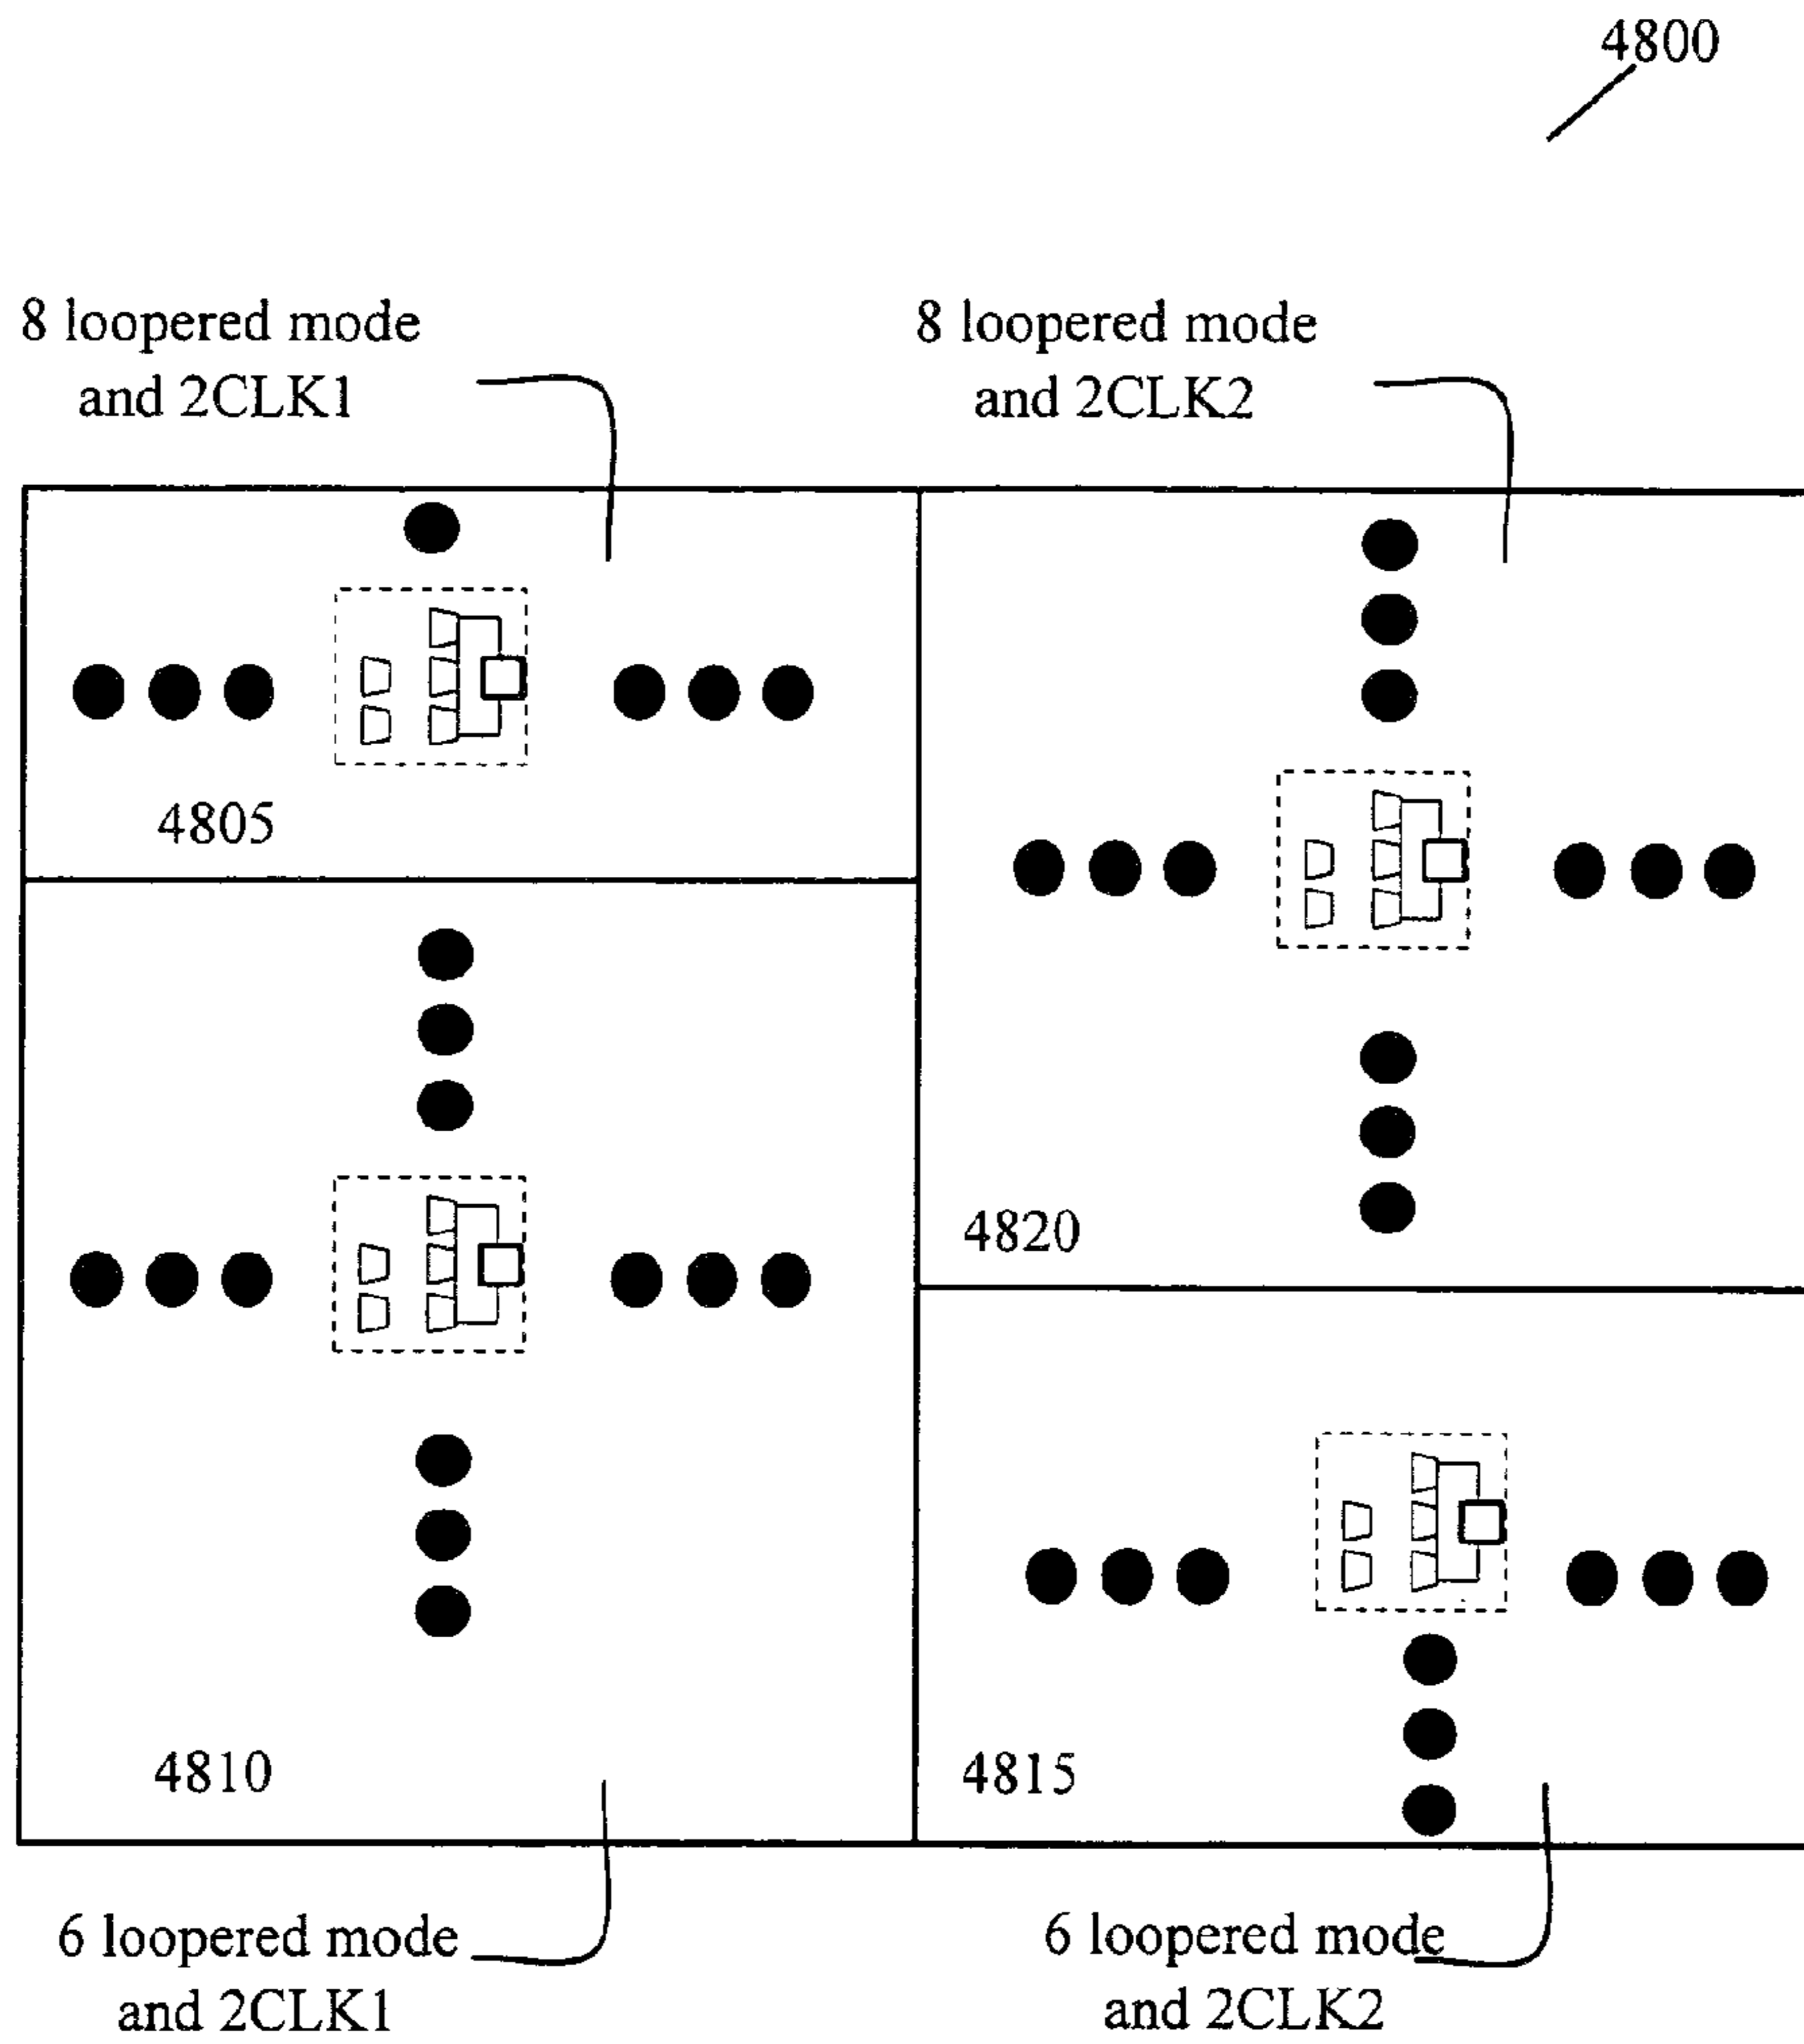 4800
8 loopered mode
and 2CLK1
8 loopered mode
and 2CLK2
4805
4820
4810
4815
6 loopered mode
and 2CLK1
6 loopered mode
and 2CLK2